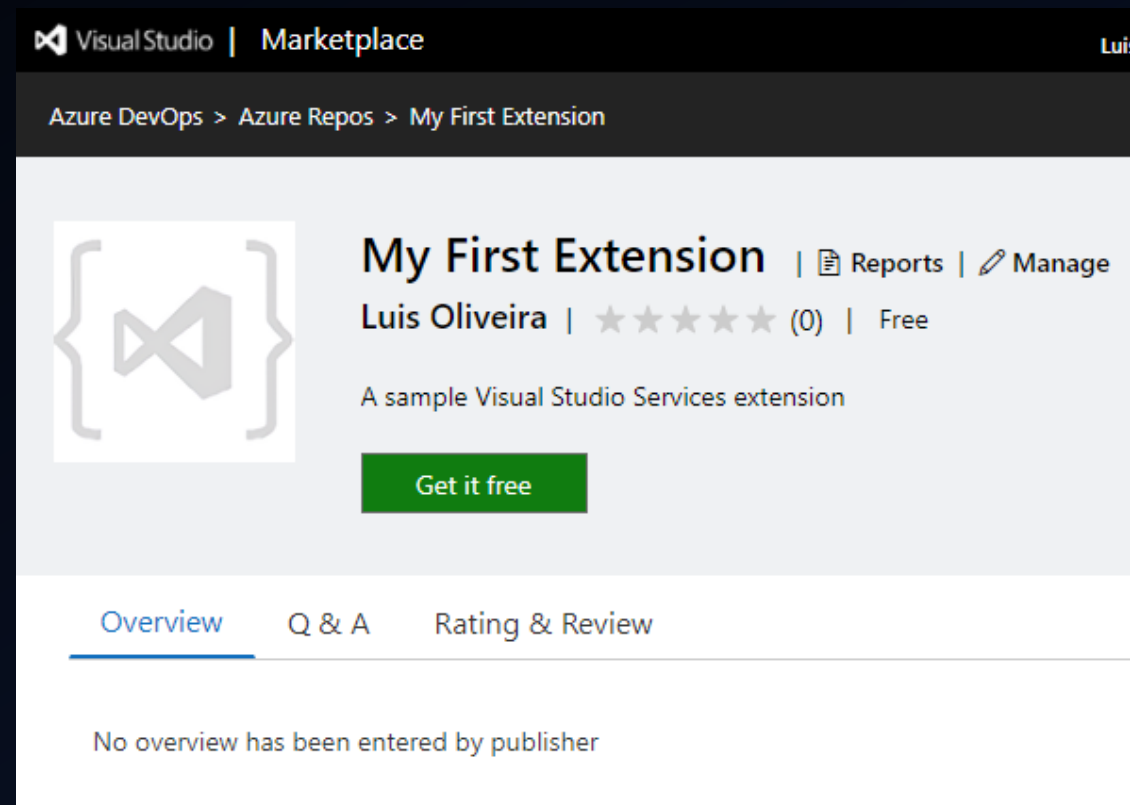 Visual Studio | Marketplace
Azure DevOps > Azure Repos > My First Extension
My First Extension | Reports | Manage
Luis Oliveira | (0) | Free
A sample Visual Studio Services extension
Get it free
Overview Q & A Rating & Review
No overview has been entered by publisher